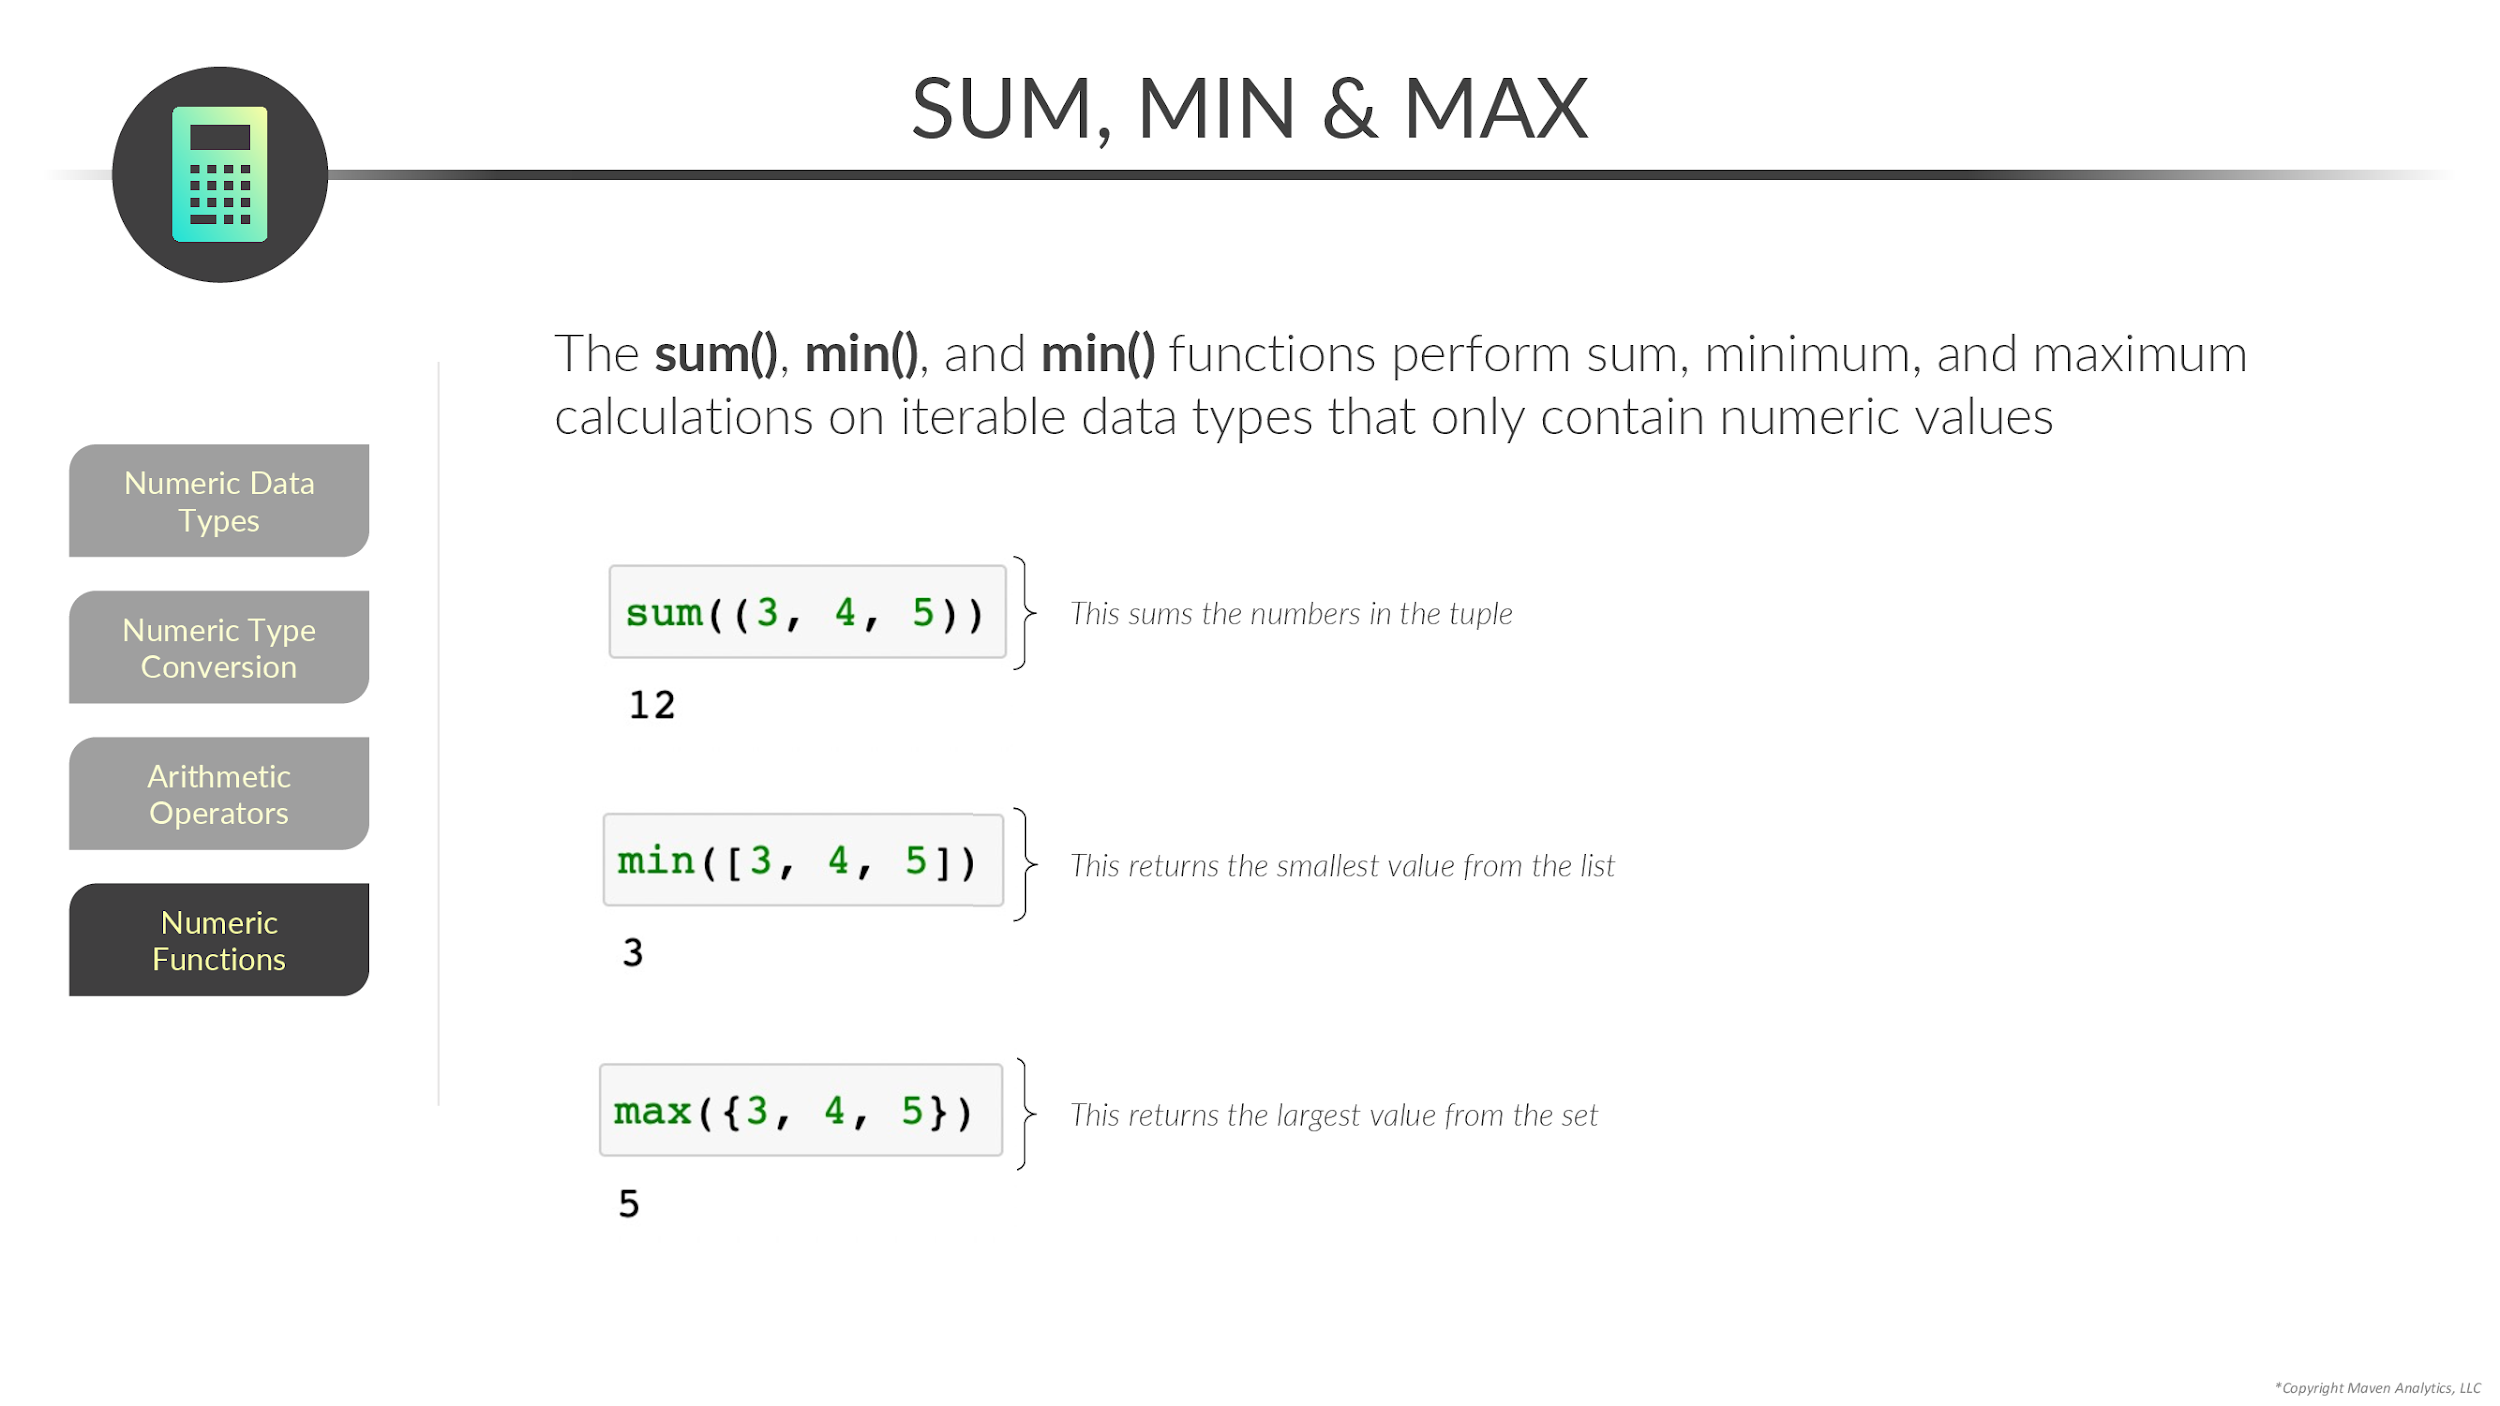 SUM, MIN & MAX
The sum(), min(), and min() functions perform sum, minimum, and maximum
calculations on iterable data types that only contain numeric values
Numeric Data
Types
Numeric Type
Conversion
Arithmetic
Operators
Numeric
Functions
sum((3, 4, 5))
This sums the numbers in the tuple
12
min([3, 4, 5])
This returns the smallest value from the list
3
max({3, 4, 5})
This returns the largest value from the set
5
*Copyright Maven Analytics, LLC